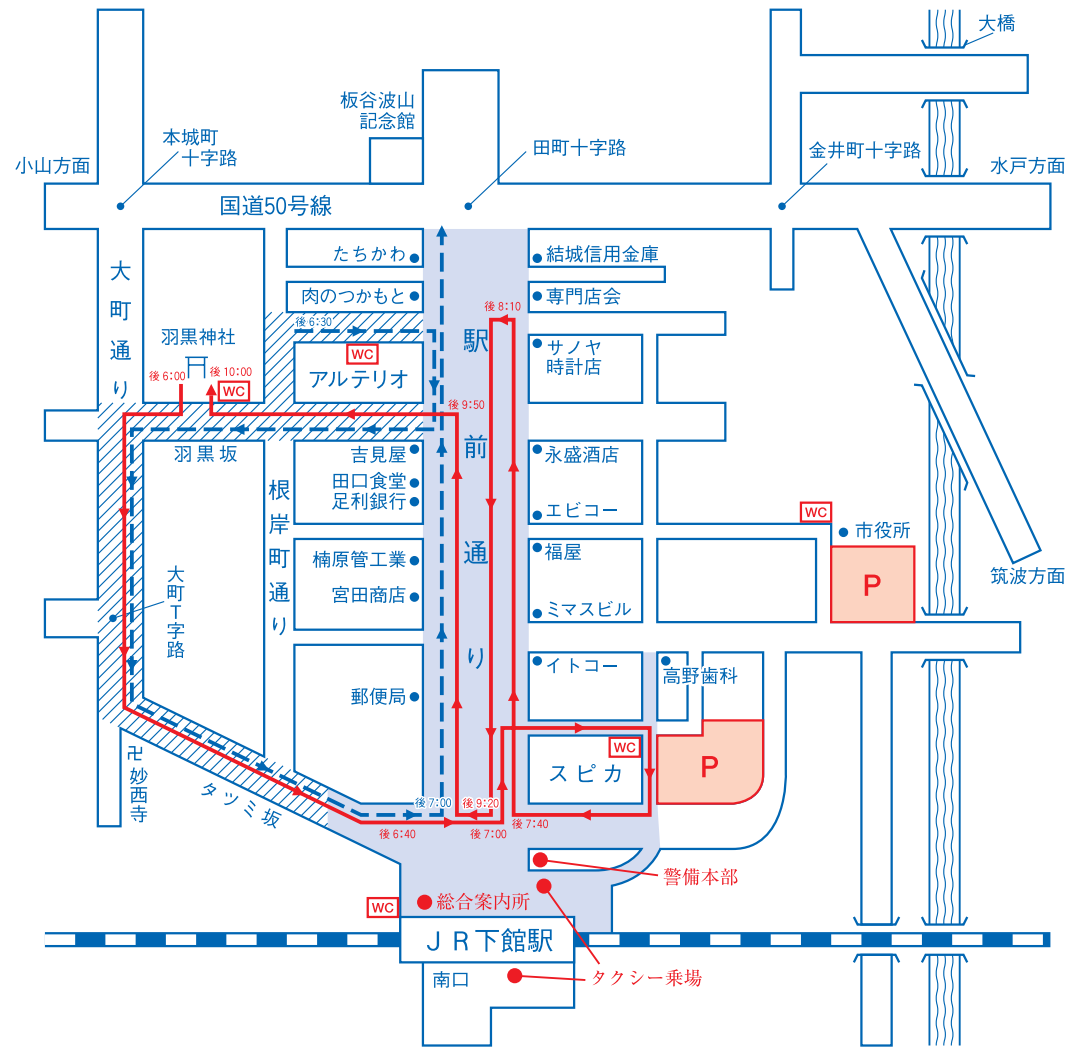 大橋
板谷波山
記念館
本城町
十字路
田町十字路
金井町十字路
小山方面
水戸方面
国道50号線
たちかわ
結城信用金庫
大町通り
肉のつかもと
専門店会
後 8:10
後 6:30
駅前通り
羽黒神社
WC
サノヤ
時計店
後 6:00
後 10:00
WC
アルテリオ
後 9:50
羽黒坂
吉見屋
永盛酒店
田口食堂
足利銀行
根岸町通り
エビコー
WC
市役所
楠原管工業
福屋
筑波方面
P
大町T字路
宮田商店
ミマスビル
イトコー
高野歯科
郵便局
卍妙西寺
WC
P
スピカ
タツミ坂
後 7:00
後 9:20
後 6:40
後 7:00
後 7:40
警備本部
WC
総合案内所
JR下館駅
南口
タクシー乗場